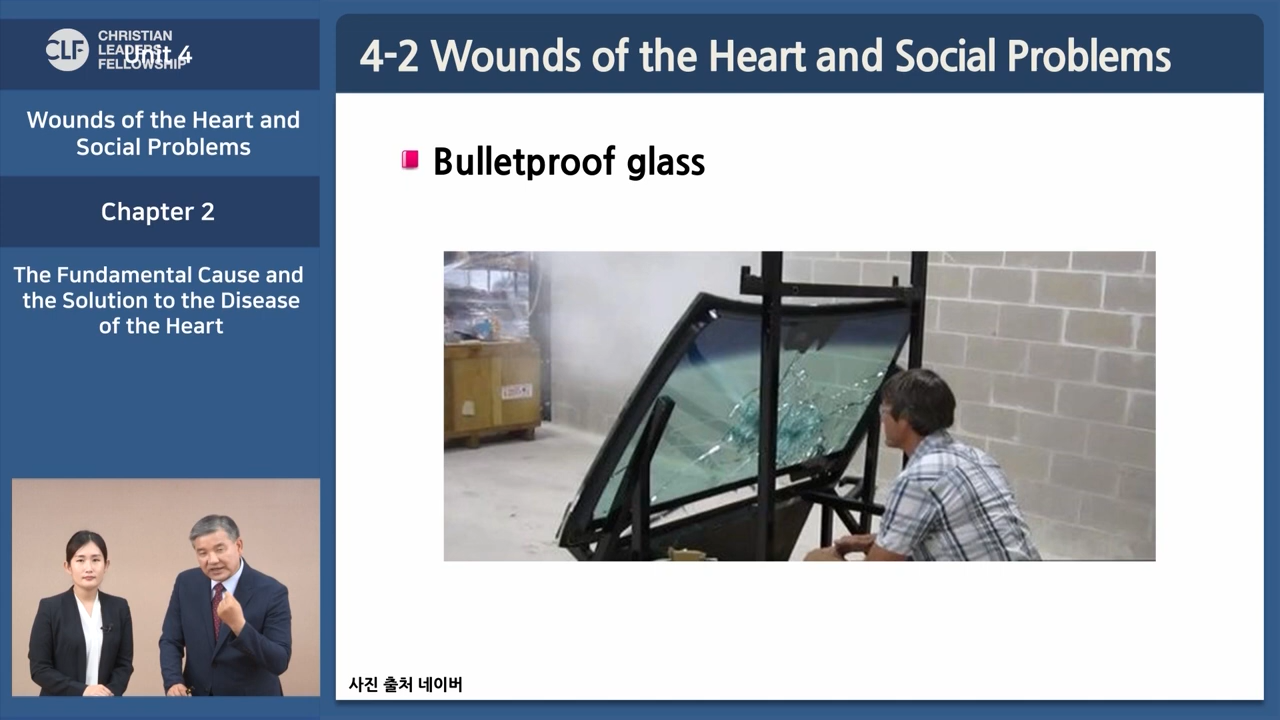 CLF
CHRISTIAN
LEADERS
FELLOWSHIP
Unit 4
Wounds of the Heart and
Social Problems
Chapter 2
The Fundamental Cause and
the Solution to the Disease
of the Heart
4-2 Wounds of the Heart and Social Problems
Bulletproof glass
사진 출처 네이버